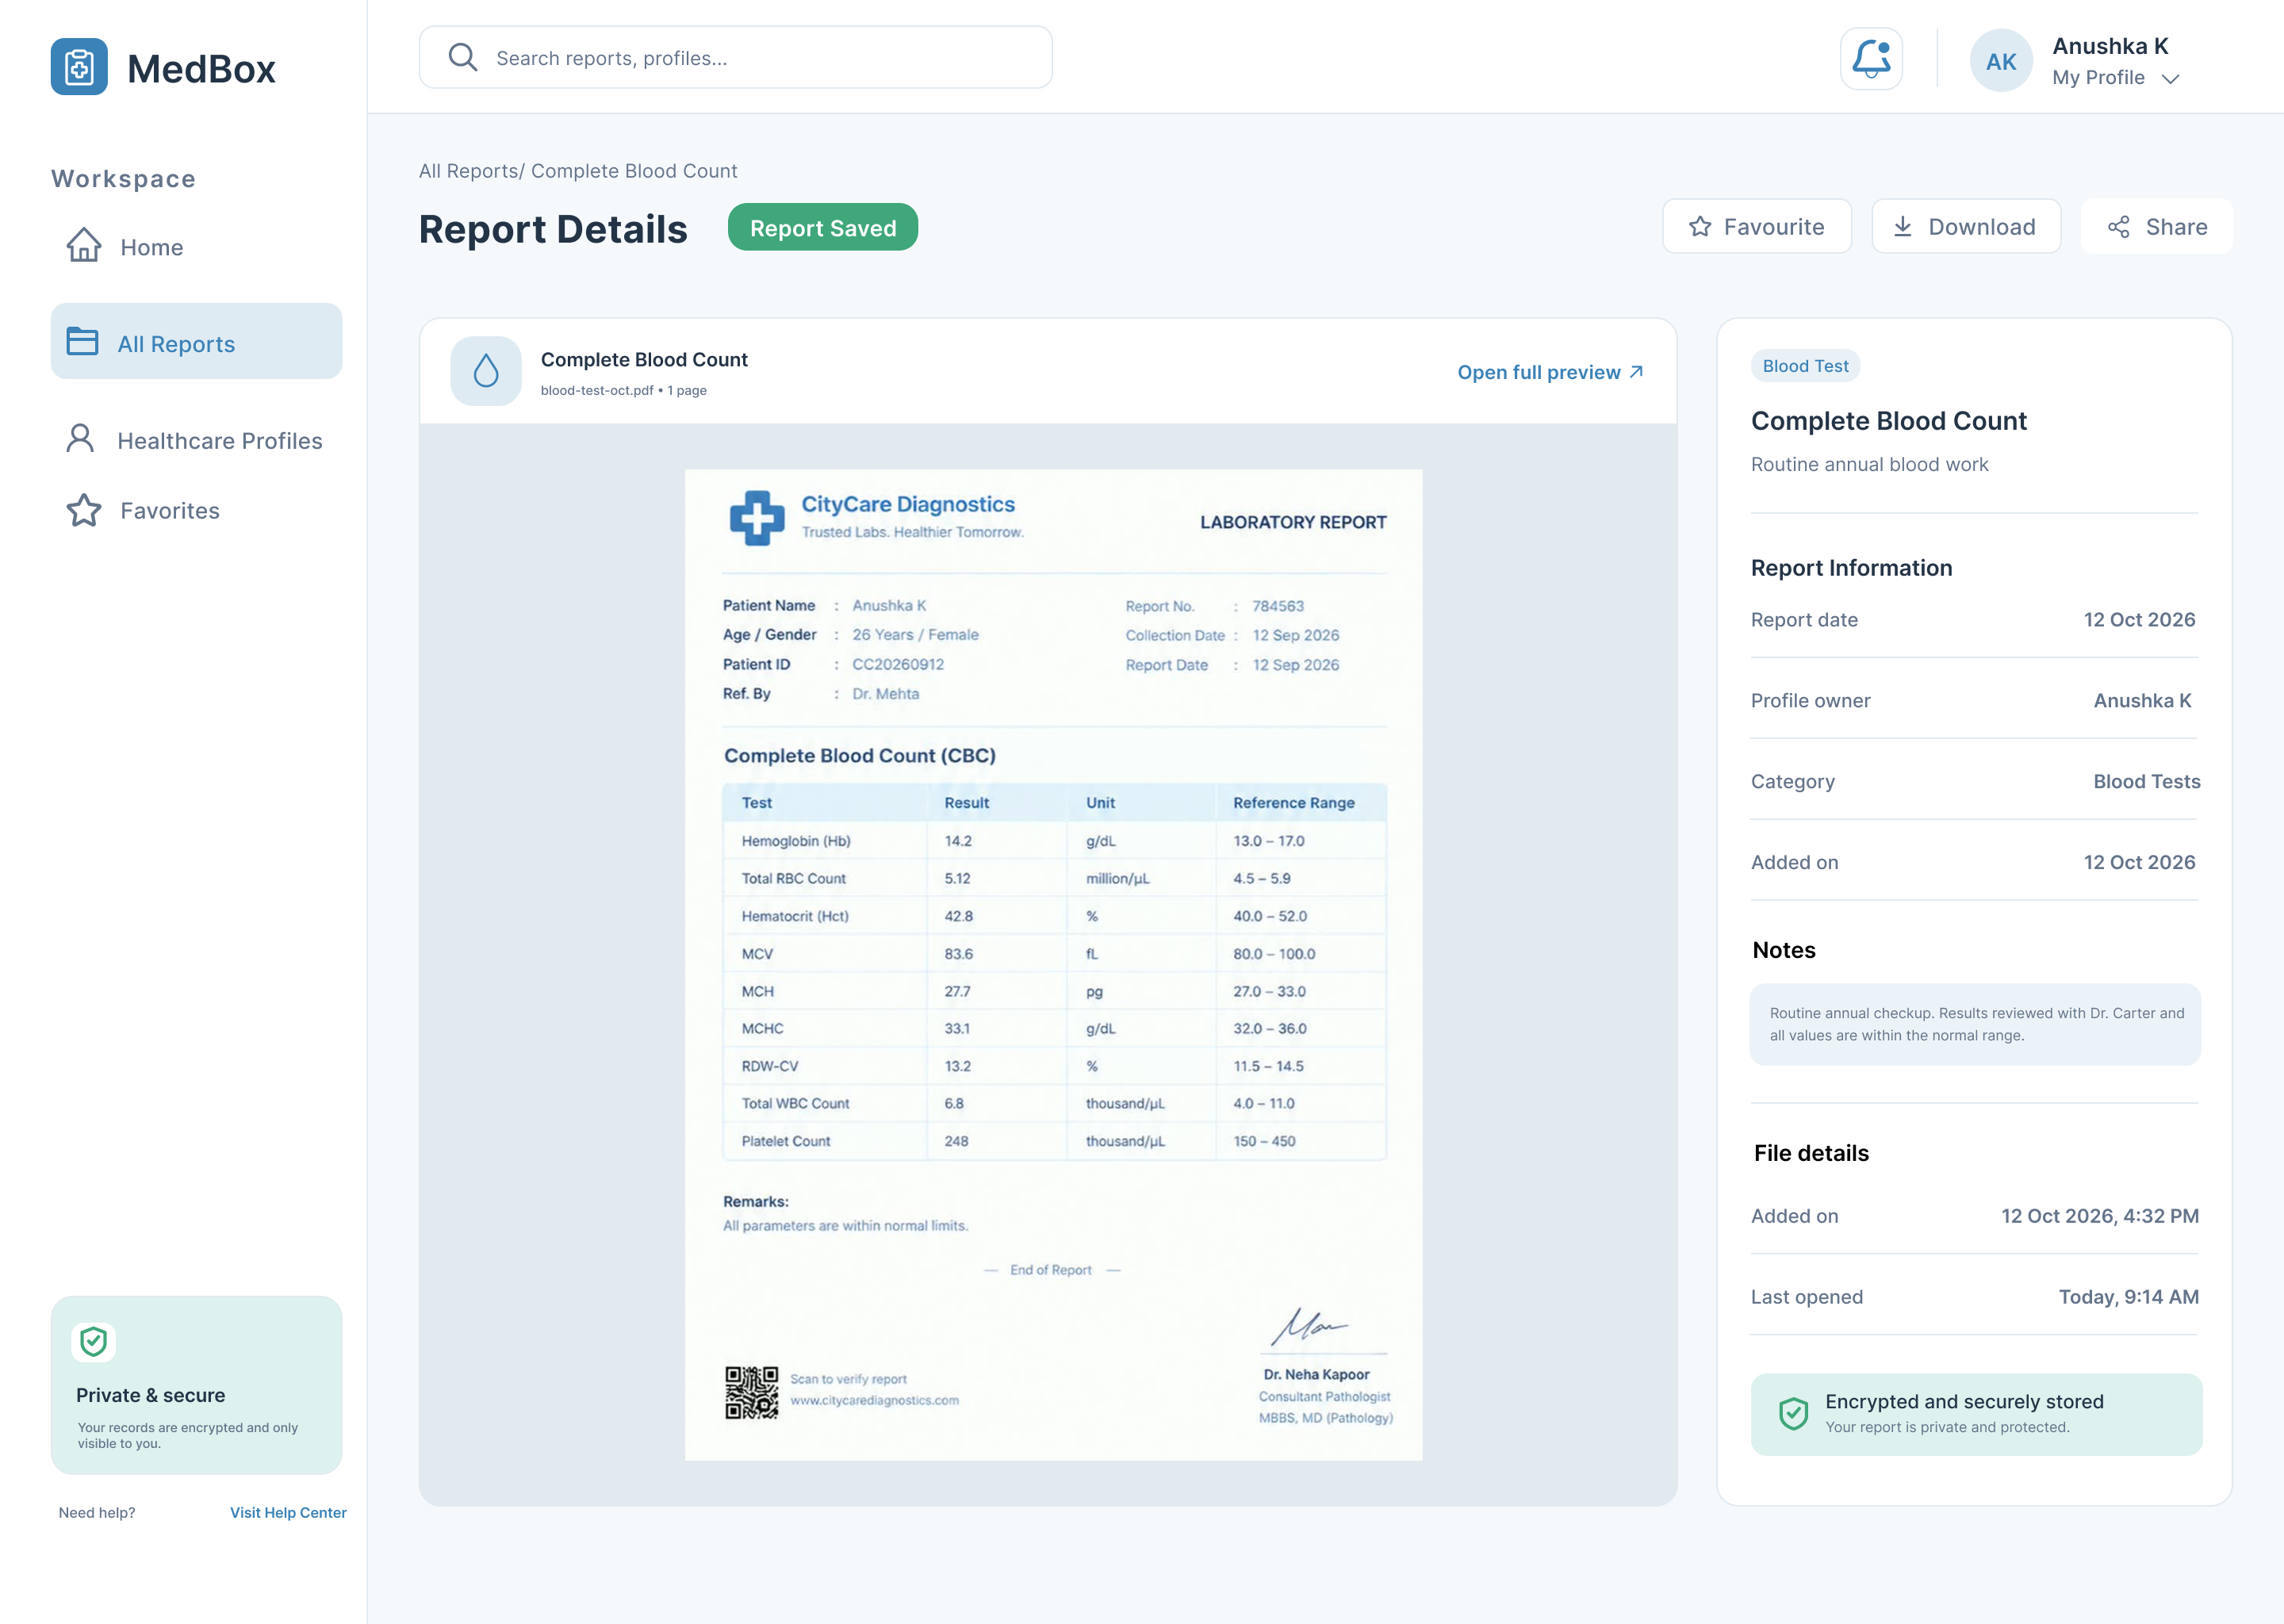 MedBox
Search reports, profiles...
AK
Anushka K
My Profile
Workspace
Home
All Reports
Healthcare Profiles
Favorites
Private & secure
Your records are encrypted and only
visible to you.
Need help? Visit Help Center
All Reports/ Complete Blood Count
Report Details
Report Saved
Favourite
Download
Share
Complete Blood Count
blood-test-oct.pdf • 1 page
Open full preview
CityCare Diagnostics
Trusted Labs. Healthier Tomorrow.
LABORATORY REPORT
Patient Name : Anushka K
Age / Gender : 26 Years / Female
Patient ID : CC20260912
Ref. By : Dr. Mehta
Report No. : 784563
Collection Date : 12 Sep 2026
Report Date : 12 Sep 2026
Complete Blood Count (CBC)
Test Result Unit Reference Range
Hemoglobin (Hb) 14.2 g/dL 13.0 – 17.0
Total RBC Count 5.12 million/µL 4.5 – 5.9
Hematocrit (Hct) 42.8 % 40.0 – 52.0
MCV 83.6 fL 80.0 – 100.0
MCH 27.7 pg 27.0 – 33.0
MCHC 33.1 g/dL 32.0 – 36.0
RDW-CV 13.2 % 11.5 – 14.5
Total WBC Count 6.8 thousand/µL 4.0 – 11.0
Platelet Count 248 thousand/µL 150 – 450
Remarks:
All parameters are within normal limits.
— End of Report —
Scan to verify report
www.citycarediagnostics.com
Dr. Neha Kapoor
Consultant Pathologist
MBBS, MD (Pathology)
Blood Test
Complete Blood Count
Routine annual blood work
Report Information
Report date 12 Oct 2026
Profile owner Anushka K
Category Blood Tests
Added on 12 Oct 2026
Notes
Routine annual checkup. Results reviewed with Dr. Carter and
all values are within the normal range.
File details
Added on 12 Oct 2026, 4:32 PM
Last opened Today, 9:14 AM
Encrypted and securely stored
Your report is private and protected.